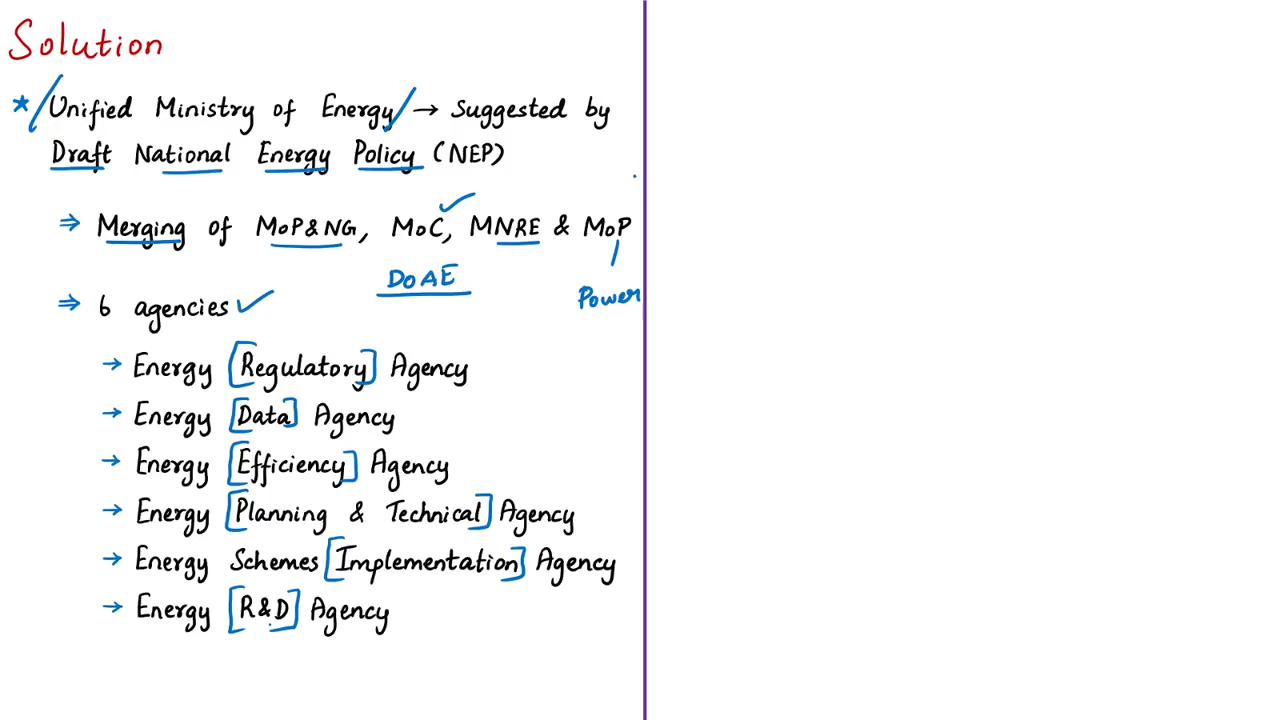 Solution
* Unified Ministry of Energy → Suggested by
Draft National Energy Policy (NEP)
⇒ Merging of MoP&NG, MoC, MNRE & MoP
DOAE
Power
⇒ 6 agencies
→ Energy [Regulatory] Agency
→ Energy [Data] Agency
→ Energy [Efficiency] Agency
→ Energy [Planning & Technical] Agency
→ Energy Schemes [Implementation] Agency
→ Energy [R&D] Agency